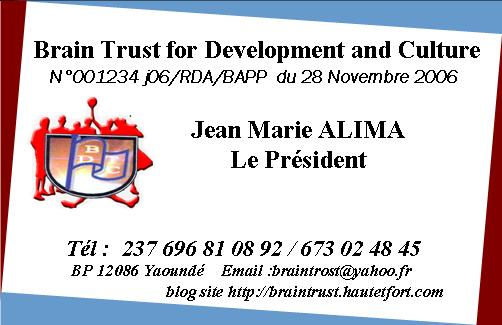 Brain Trust for Development and Culture
N°001234 j06/RDA/BAPP du 28 Novembre 2006
Jean Marie ALIMA
Le Président
Tél : 237 696 81 08 92 / 673 02 48 45
BP 12086 Yaoundé Email :braintrost@yahoo.fr
blog site http://braintrust.hautetfort.com